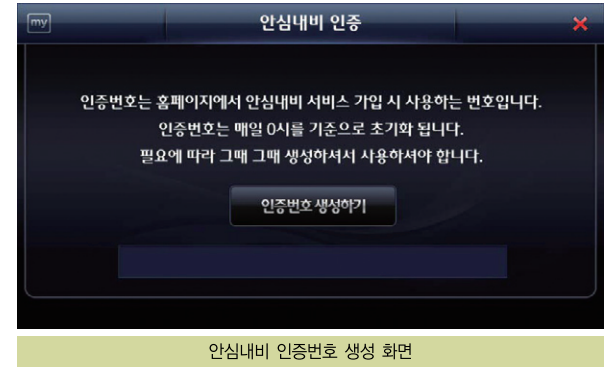 my
안심내비 인증
인증번호는 홈페이지에서 안심내비 서비스 가입 시 사용하는 번호입니다.
인증번호는 매일 0시를 기준으로 초기화 됩니다.
필요에 따라 그때 그때 생성하셔서 사용하셔야 합니다.
인증번호 생성하기
안심내비 인증번호 생성 화면